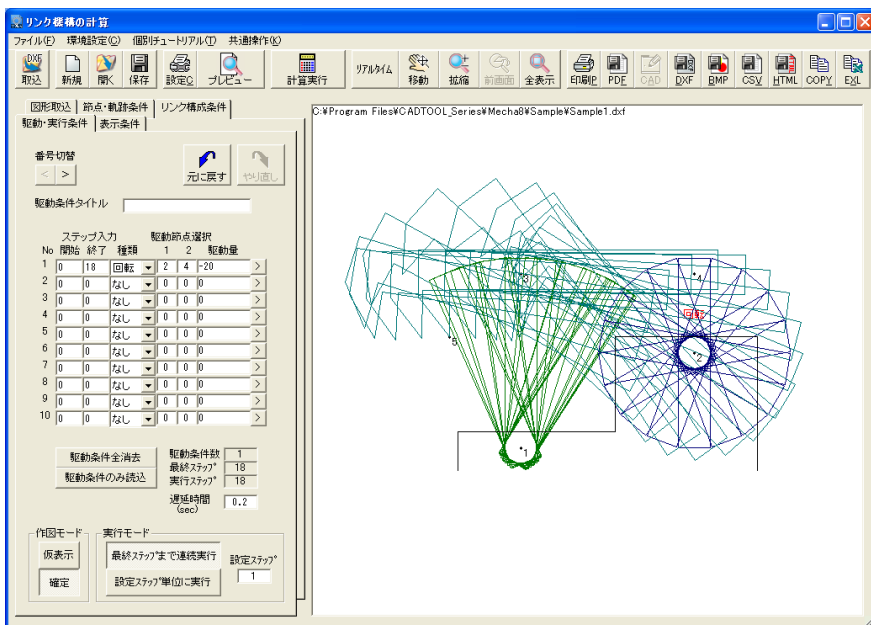 リンク機構の計算
ファイル(F) 環境設定(C) 個別チュートリアル(T) 共通操作(K)
DXF
取込 新規 開く 保存 設定C プレビュー 計算実行 リアルタイム 移動 拡縮 前画面 全表示 印刷P PDF CAD DXF BMP CSV HTML COPY EXL
図形取込 節点・軌跡条件 リンク構成条件
駆動・実行条件 表示条件
C:¥Program Files¥CADTOOL_Series¥Mecha8¥Sample¥Sample1.dxf
番号切替
< >
元に戻す やり直し
駆動条件タイトル
ステップ入力 駆動節点選択
No 開始 終了 種類 1 2 駆動量
1 0 18 回転 2 4 -20 >
2 0 0 なし 0 0 0 >
3 0 0 なし 0 0 0 >
4 0 0 なし 0 0 0 >
5 0 0 なし 0 0 0 >
6 0 0 なし 0 0 0 >
7 0 0 なし 0 0 0 >
8 0 0 なし 0 0 0 >
9 0 0 なし 0 0 0 >
10 0 0 なし 0 0 0 >
3
4
回転
5
2
1
駆動条件全消去
駆動条件のみ読込
駆動条件数 1
最終ステップ 18
実行ステップ 18
遅延時間 0.2
(sec)
作図モード
仮表示
確定
実行モード
最終ステップまで連続実行
設定ステップ単位に実行
設定ステップ
1